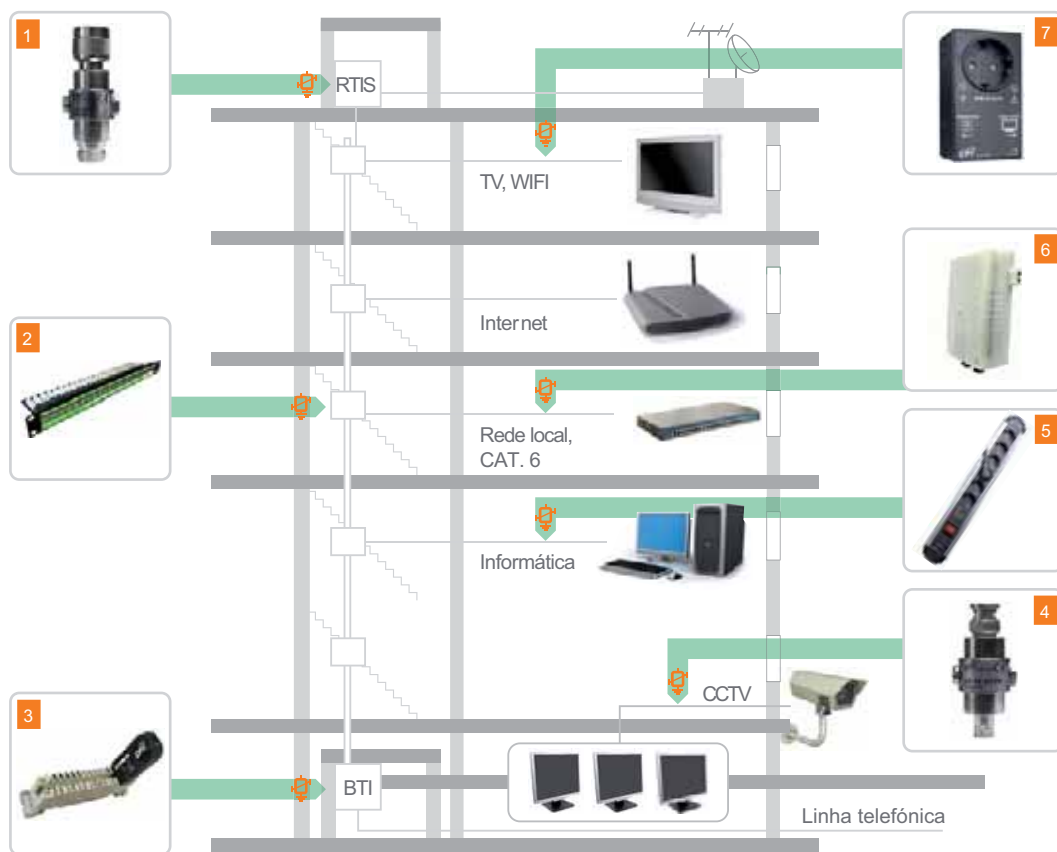 1
7
RTIS
TV, WIFI
6
Internet
2
Rede local,
CAT. 6
5
Informática
4
CCTV
3
BTI
Linha telefónica